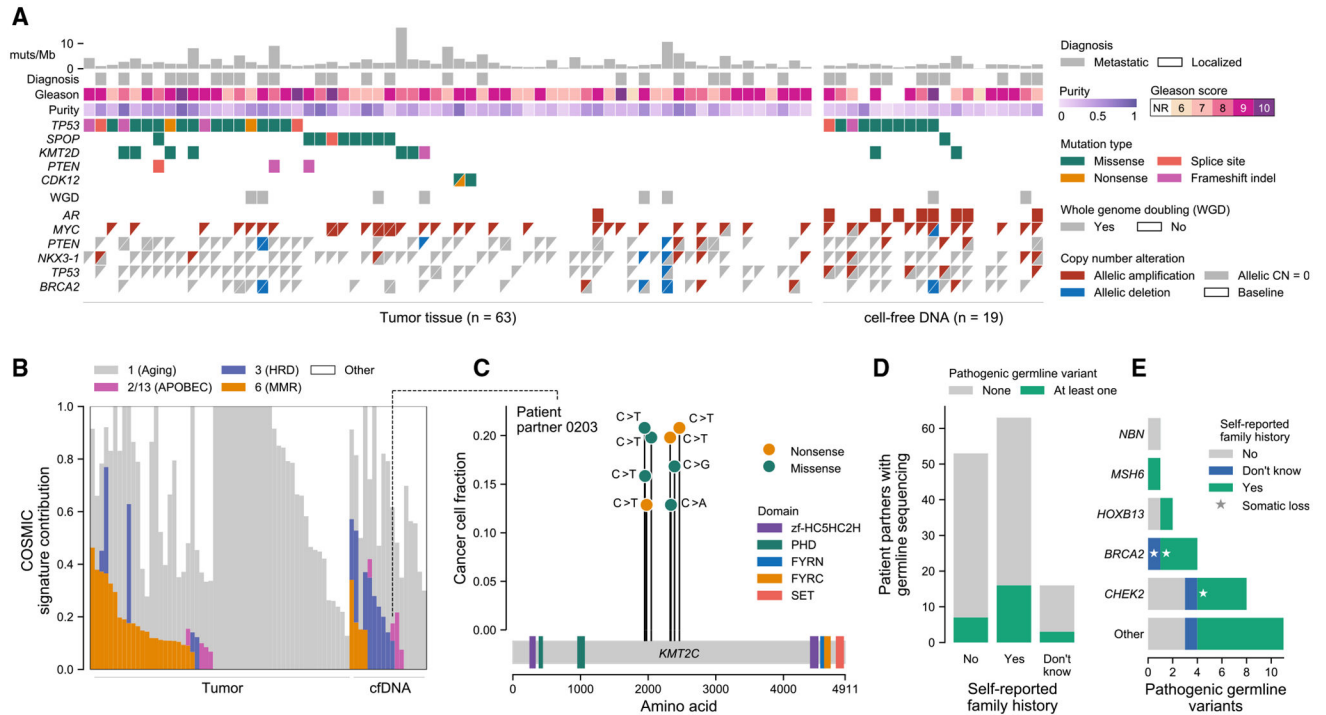 A
10
muts/Mb
0
Diagnosis
Gleason
Purity
TP53
SPOP
KMT2D
PTEN
CDK12
WGD
AR
MYC
PTEN
NKX3-1
TP53
BRCA2
Tumor tissue (n = 63)
cell-free DNA (n = 19)
Diagnosis
Metastatic Localized
Purity
0 1
Gleason score
NR 6 7 8 9 10
Mutation type
Missense Splice site
Nonsense Frameshift indel
Whole genome doubling (WGD)
Yes No
Copy number alteration
Allelic amplification Allelic CN = 0
Allelic deletion Baseline
B
1 (Aging) 3 (HRD) Other
2/13 (APOBEC) 6 (MMR)
COSMIC
signature contribution
1.0
0.8
0.6
0.4
0.2
0.0
Tumor cfDNA
C
Patient
partner 0203
Cancer cell fraction
0.20
0.15
0.10
0.05
0.00
C>T C>T
C>T C>T
C>G
C>T
C>T C>A
Nonsense
Missense
Domain
zf-HC5HC2H
PHD
FYRN
FYRC
SET
KMT2C
0 1000 2000 3000 4000 4911
Amino acid
D
Pathogenic germline variant
None At least one
Patient partners with
germline sequencing
60
50
40
30
20
10
0
No Yes Don't
know
Self-reported
family history
E
NBN
MSH6
HOXB13
BRCA2
CHEK2
Other
Self-reported
family history
No
Don't know
Yes
Somatic loss
0 2 4 6 8 10
Pathogenic germline
variants